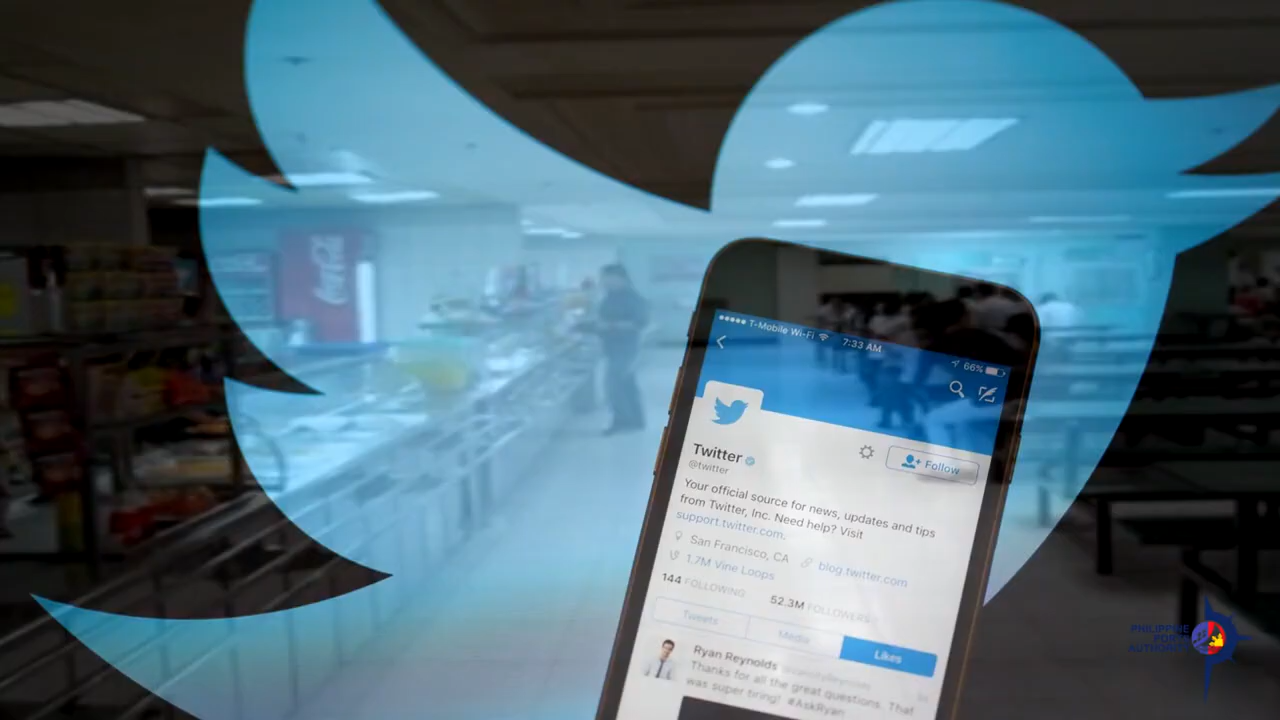 Coca-Cola
T-Mobile Wi-Fi 7:33 AM
66%
Twitter
@twitter
Follow
Your official source for news, updates and tips
from Twitter, Inc. Need help? Visit
support.twitter.com.
San Francisco, CA blog.twitter.com
1.7M Vine Loops
144 FOLLOWING 52.3M FOLLOWERS
Tweets Media Likes
Ryan Reynolds
Thanks for all the great questions. That
was super tiring! #AskRyan
PHILIPPINE
PORTS
AUTHORITY